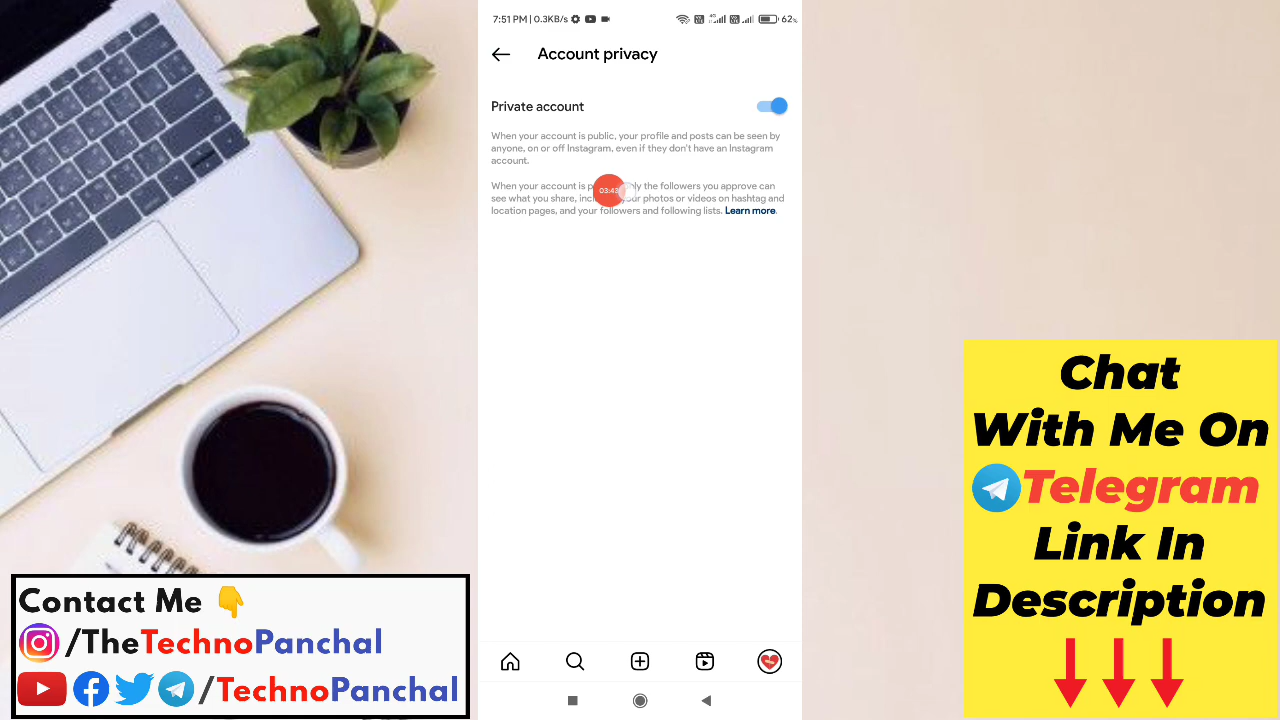 7:51 PM | 0.3KB/s
62%
Account privacy
Private account
When your account is public, your profile and posts can be seen by
anyone, on or off Instagram, even if they don't have an Instagram
account.
When your account is the followers you approve can
see what you share, photos or videos on hashtag and
location pages, and your followers and following lists. Learn more.
03:43
Chat
With Me On
Telegram
Link In
Description
Contact Me 👇
/TheTechnoPanchal
/TechnoPanchal